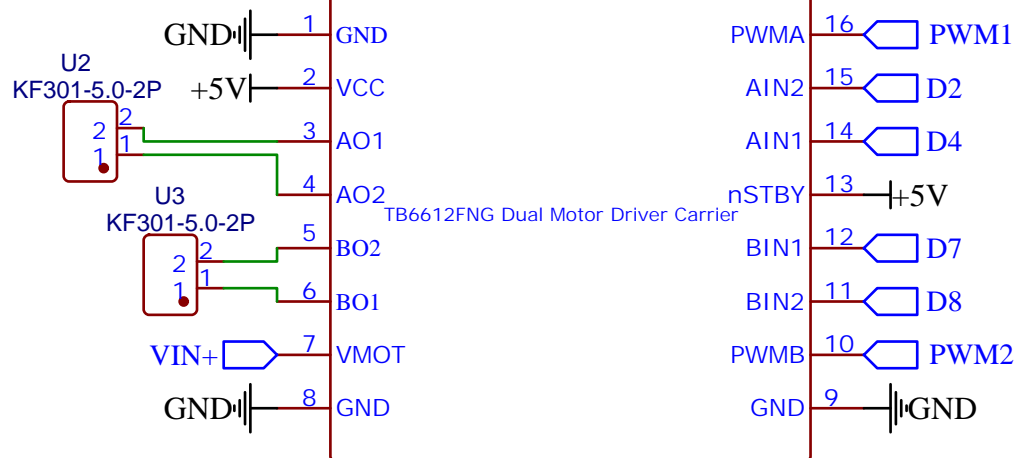 GND 1 GND
U2
KF301-5.0-2P
+5V 2 VCC
2 2 3 AO1
1 1 4 AO2
U3
KF301-5.0-2P
2 2 5 BO2
1 1 6 BO1
VIN+ 7 VMOT
GND 8 GND
TB6612FNG Dual Motor Driver Carrier
PWMA 16 PWM1
AIN2 15 D2
AIN1 14 D4
nSTBY 13 +5V
BIN1 12 D7
BIN2 11 D8
PWMB 10 PWM2
GND 9 GND